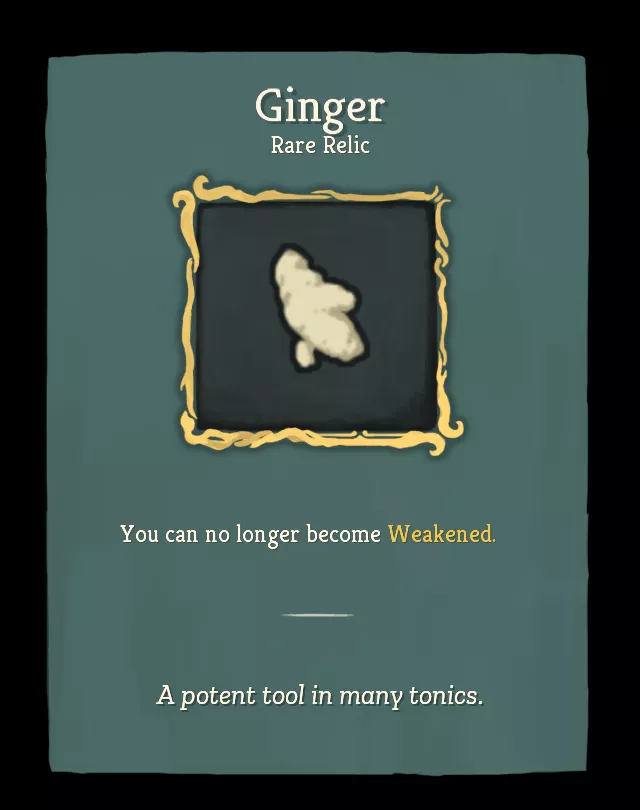 Ginger
Rare Relic
You can no longer become Weakened.
A potent tool in many tonics.